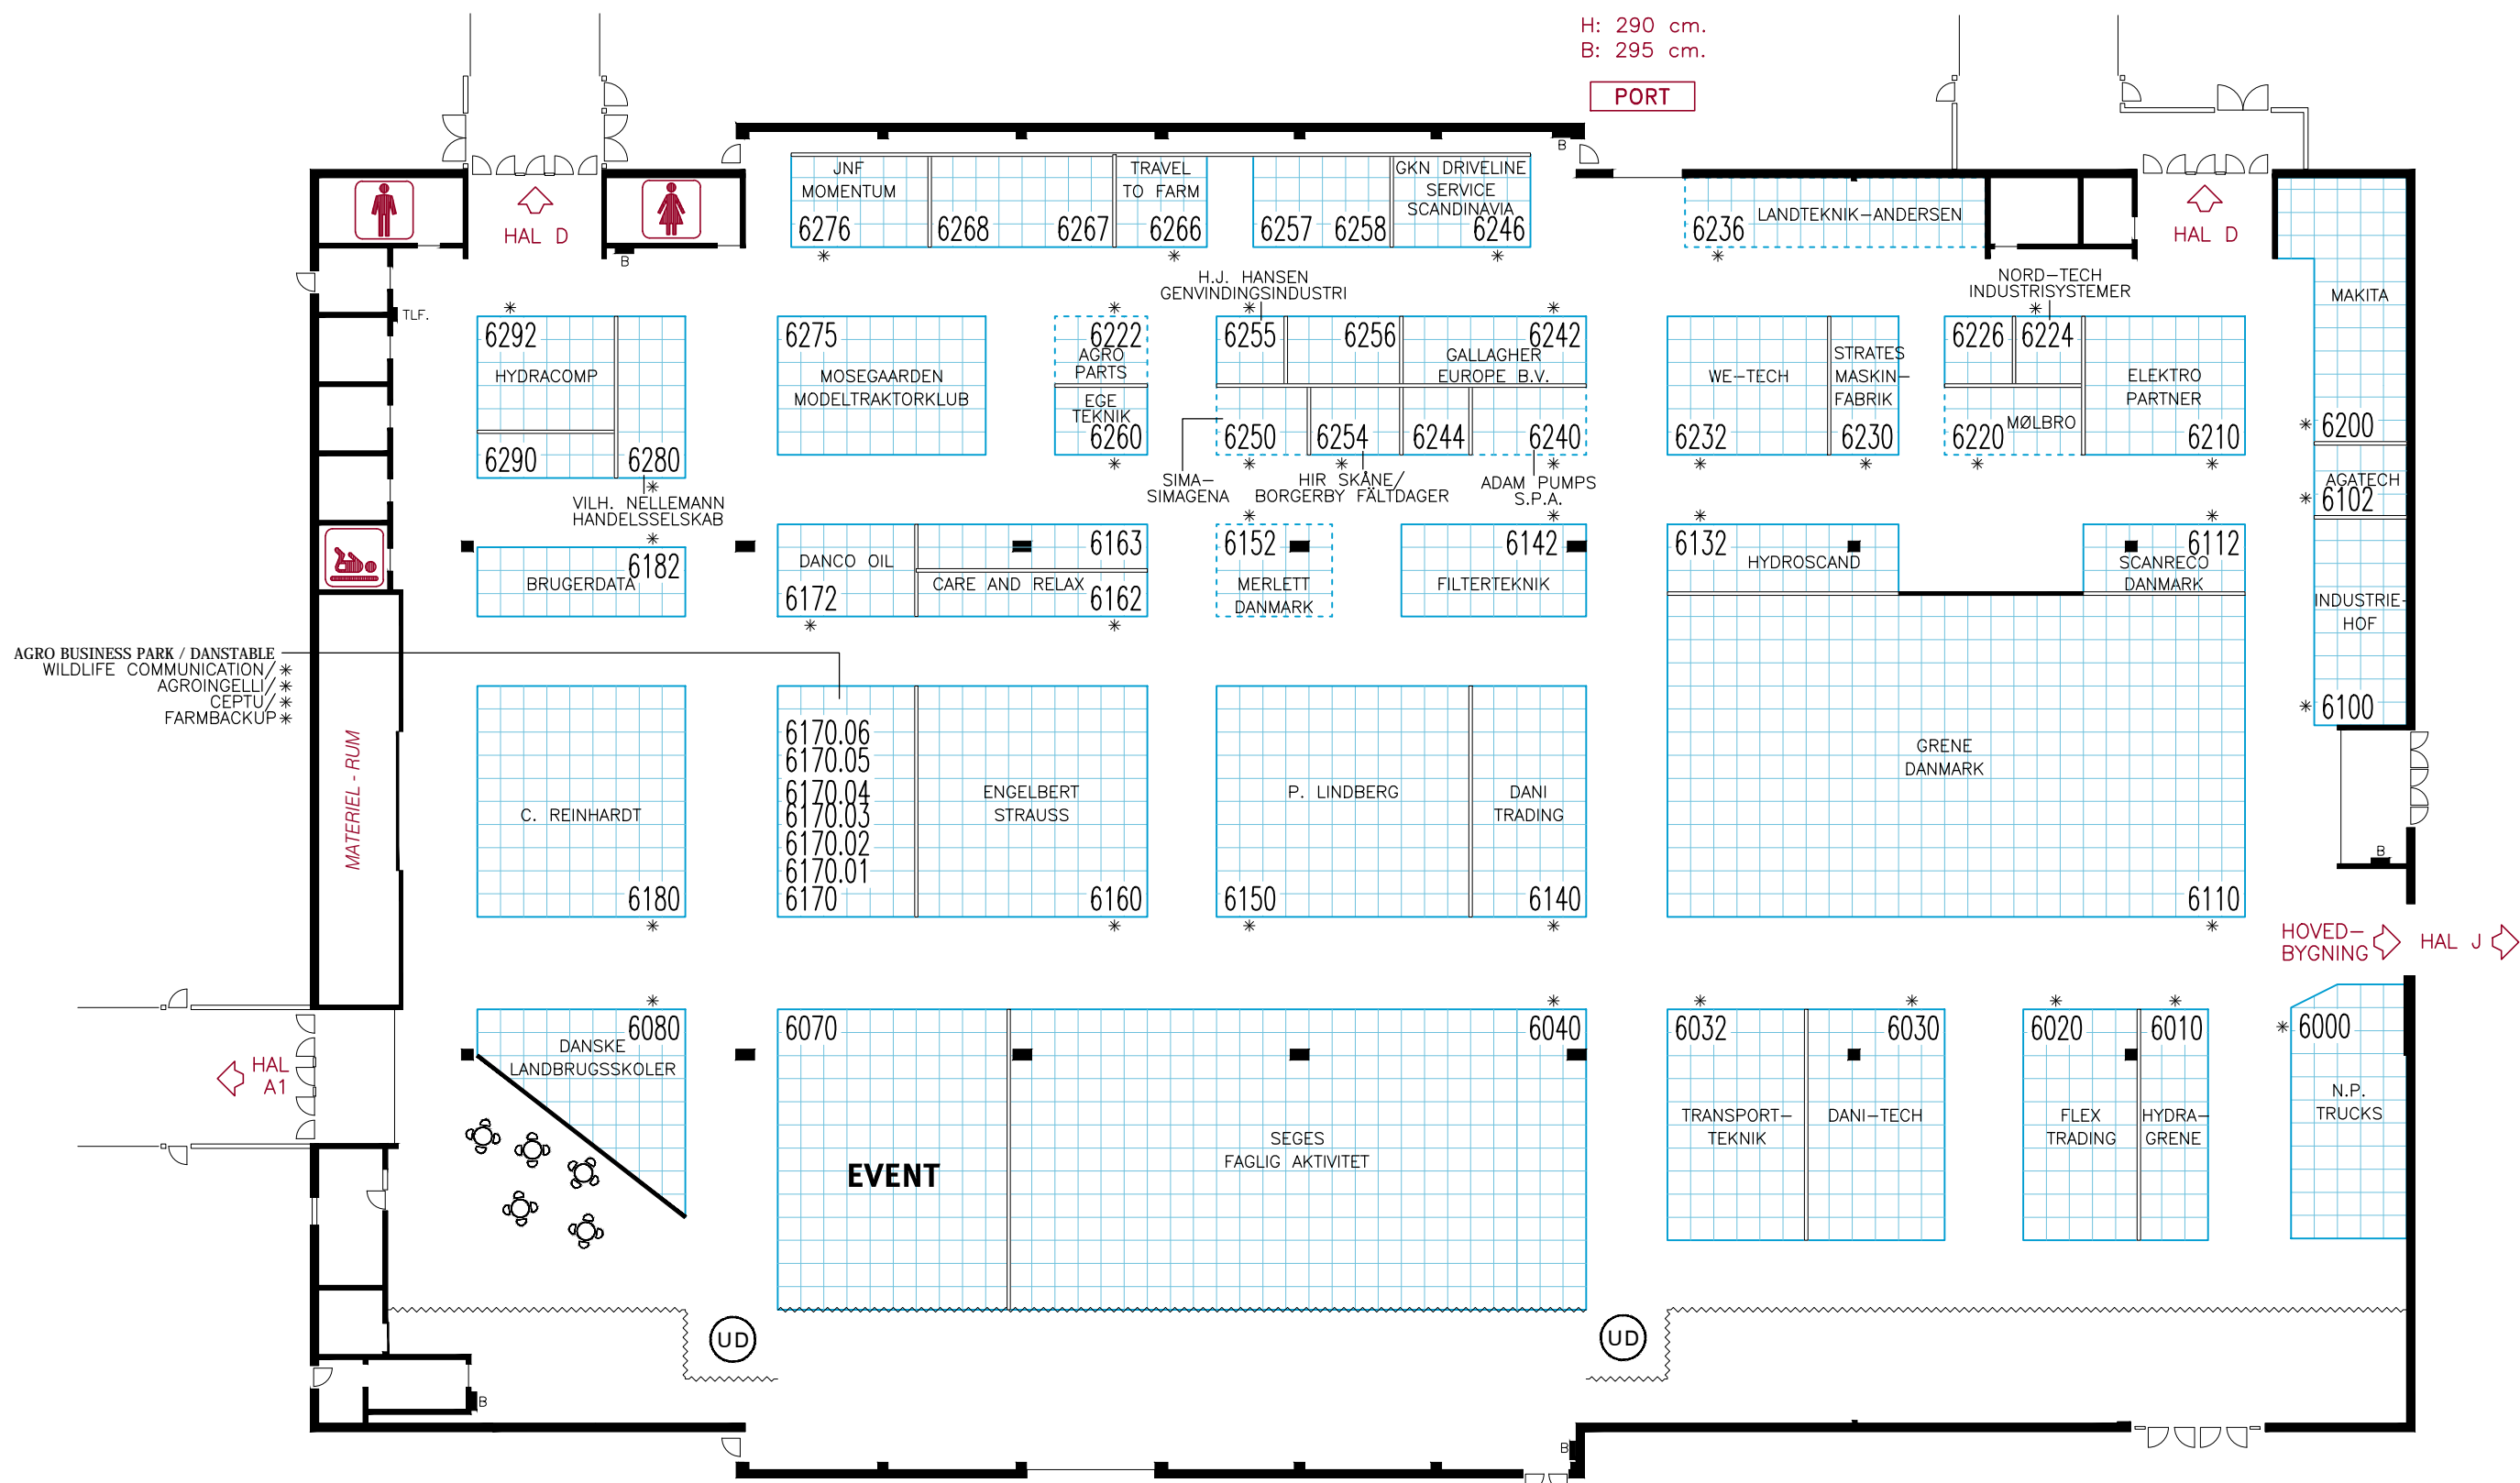 H: 290 cm.
B: 295 cm.
PORT
B
JNF
MOMENTUM
6276
6268
6267
TRAVEL
TO FARM
6266
6257
6258
GKN DRIVELINE
SERVICE
SCANDINAVIA
6246
6236
LANDTEKNIK-ANDERSEN
HAL D
HAL D
B
TLF.
H.J. HANSEN
GENVINDINGSINDUSTRI
NORD-TECH
INDUSTRISYSTEMER
MAKITA
6200
6292
HYDRACOMP
6290
6280
VILH. NELLEMANN
HANDELSSELSKAB
6275
MOSEGAARDEN
MODELTRAKTORKLUB
6222
AGRO
PARTS
EGE
TEKNIK
6260
6255
6256
6242
GALLAGHER
EUROPE B.V.
6250
6254
6244
6240
SIMA-
SIMAGENA
HIR SKÅNE/
BORGERBY FÄLTDAGER
ADAM PUMPS
S.P.A.
WE-TECH
6232
STRATES
MASKIN-
FABRIK
6230
6226
6224
MØLBRO
6220
ELEKTRO
PARTNER
6210
AGATECH
6102
6182
BRUGERDATA
DANCO OIL
6172
6163
CARE AND RELAX
6162
6152
MERLETT
DANMARK
6142
FILTERTEKNIK
6132
HYDROSCAND
6112
SCANRECO
DANMARK
INDUSTRIE-
HOF
6100
AGRO BUSINESS PARK / DANSTABLE
WILDLIFE COMMUNICATION/ *
AGROINGELLI/ *
CEPTU/ *
FARMBACKUP *
MATERIEL - RUM
C. REINHARDT
6180
6170.06
6170.05
6170.04
6170.03
6170.02
6170.01
6170
ENGELBERT
STRAUSS
6160
P. LINDBERG
6150
DANI
TRADING
6140
GRENE
DANMARK
6110
B
HOVED-
BYGNING
HAL J
HAL
A1
6080
DANSKE
LANDBRUGSSKOLER
6070
EVENT
6040
SEGES
FAGLIG AKTIVITET
6032
TRANSPORT-
TEKNIK
6030
DANI-TECH
6020
FLEX
TRADING
6010
HYDRA-
GRENE
6000
N.P.
TRUCKS
UD
UD
B
B